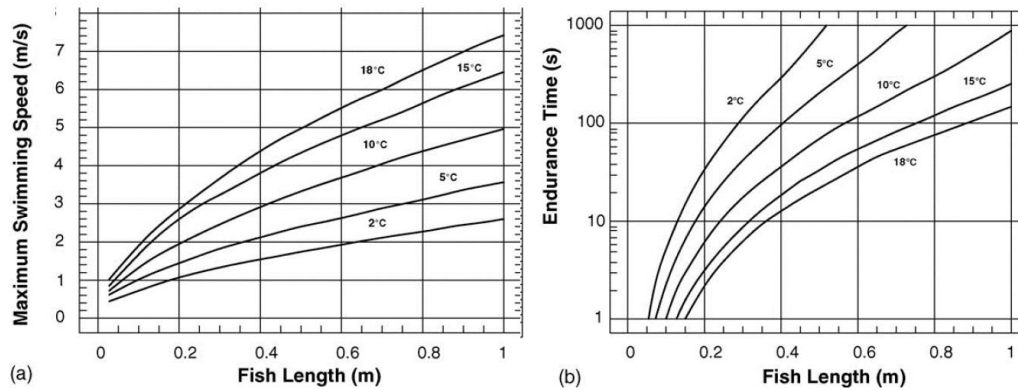 Maximum Swimming Speed (m/s)
7
6
5
4
3
2
1
0
18°C
15°C
10°C
5°C
2°C
0
0.2
0.4
0.6
0.8
1
(a)
Fish Length (m)
Endurance Time (s)
1000
100
10
1
2°C
5°C
10°C
15°C
18°C
0
0.2
0.4
0.6
0.8
1
(b)
Fish Length (m)